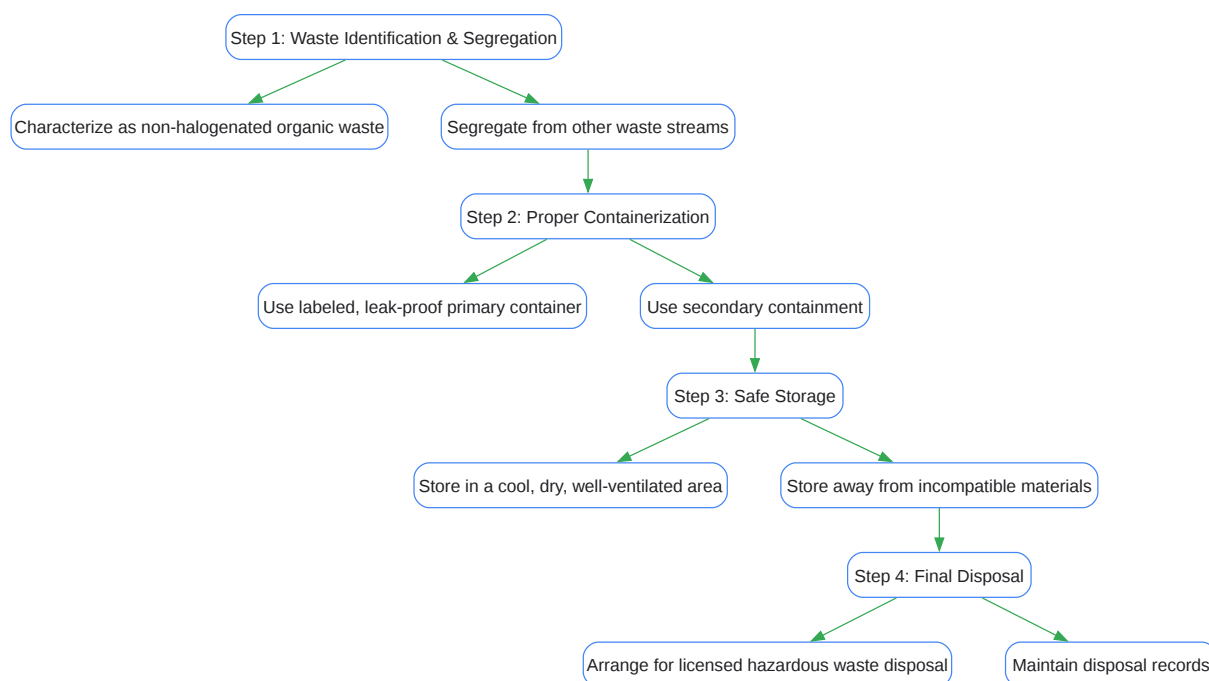 Step 1: Waste Identification & Segregation
Characterize as non-halogenated organic waste
Segregate from other waste streams
Step 2: Proper Containerization
Use labeled, leak-proof primary container
Use secondary containment
Step 3: Safe Storage
Store in a cool, dry, well-ventilated area
Store away from incompatible materials
Step 4: Final Disposal
Arrange for licensed hazardous waste disposal
Maintain disposal records